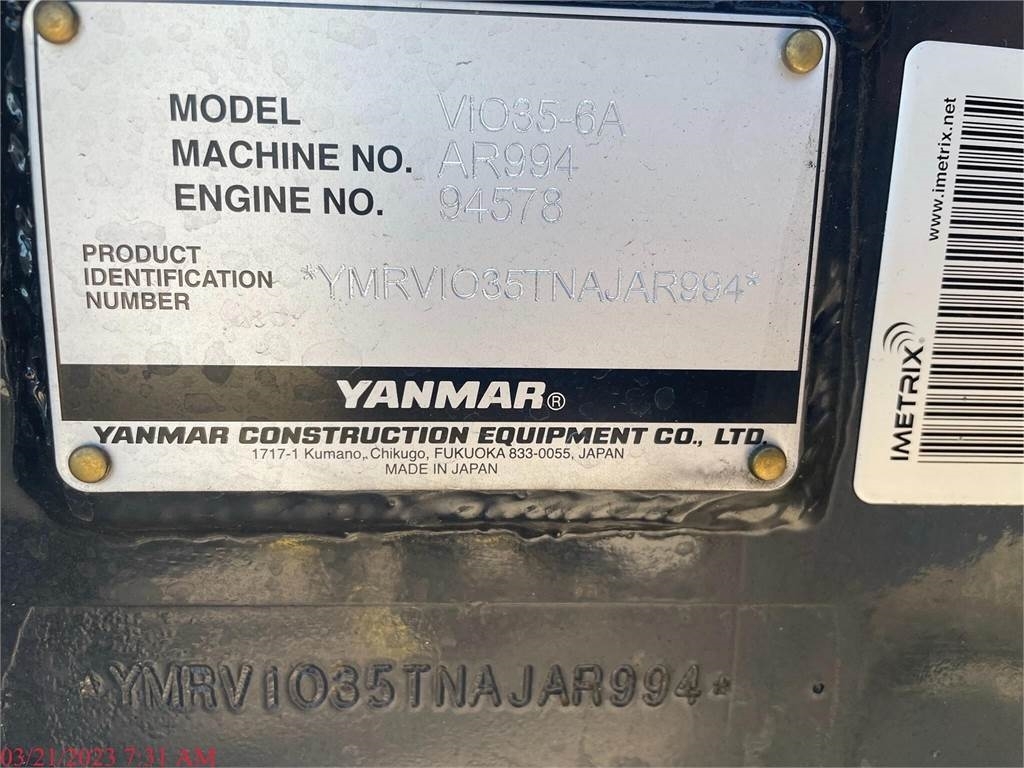 MODEL VIO35-6A
MACHINE NO. AR994
ENGINE NO. 94578
PRODUCT
IDENTIFICATION
NUMBER
*YMRVIO35TNAJAR994*
YANMAR®
YANMAR CONSTRUCTION EQUIPMENT CO., LTD.
1717-1 Kumano,.Chikugo, FUKUOKA 833-0055, JAPAN
MADE IN JAPAN
www.imetrix.net
IMETRIX®
*YMRVIO35TNAJAR994*
03/21/2023 7:31 AM